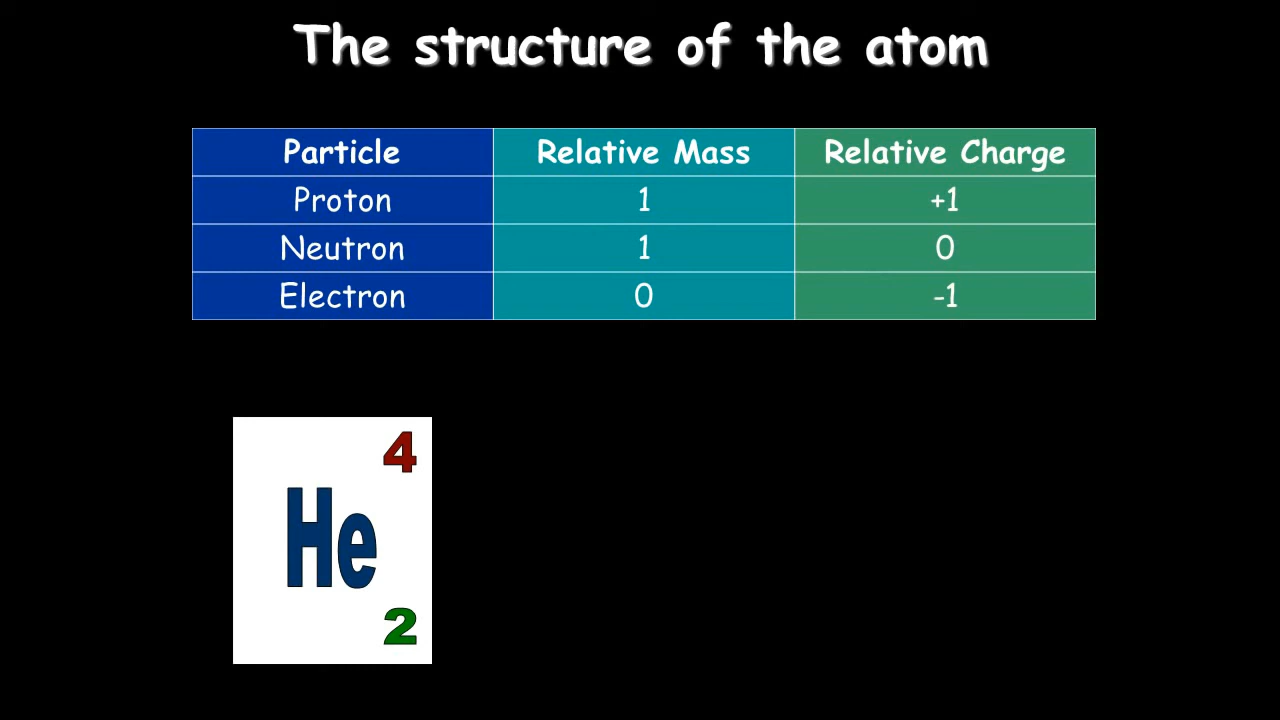 The structure of the atom
Particle Relative Mass Relative Charge
Proton 1 +1
Neutron 1 0
Electron 0 -1
4
He
2